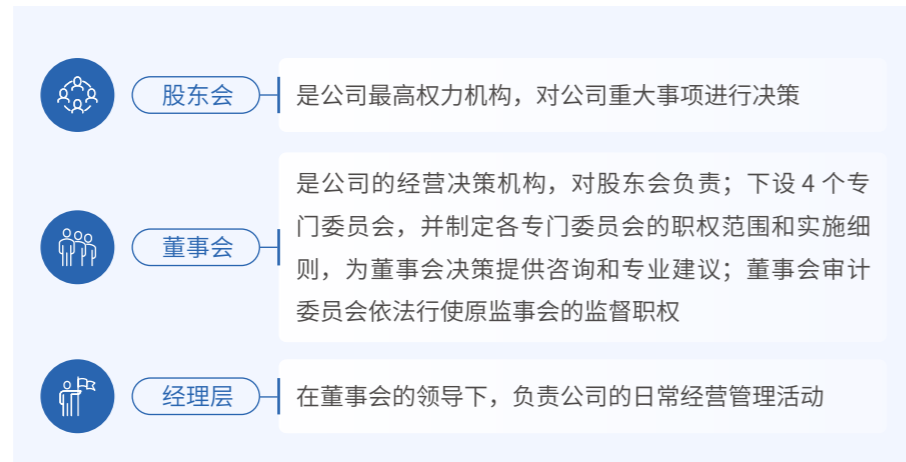 股东会
是公司最高权力机构，对公司重大事项进行决策
董事会
是公司的经营决策机构，对股东会负责；下设 4 个专
门委员会，并制定各专门委员会的职权范围和实施细
则，为董事会决策提供咨询和专业建议；董事会审计
委员会依法行使原监事会的监督职权
经理层
在董事会的领导下，负责公司的日常经营管理活动